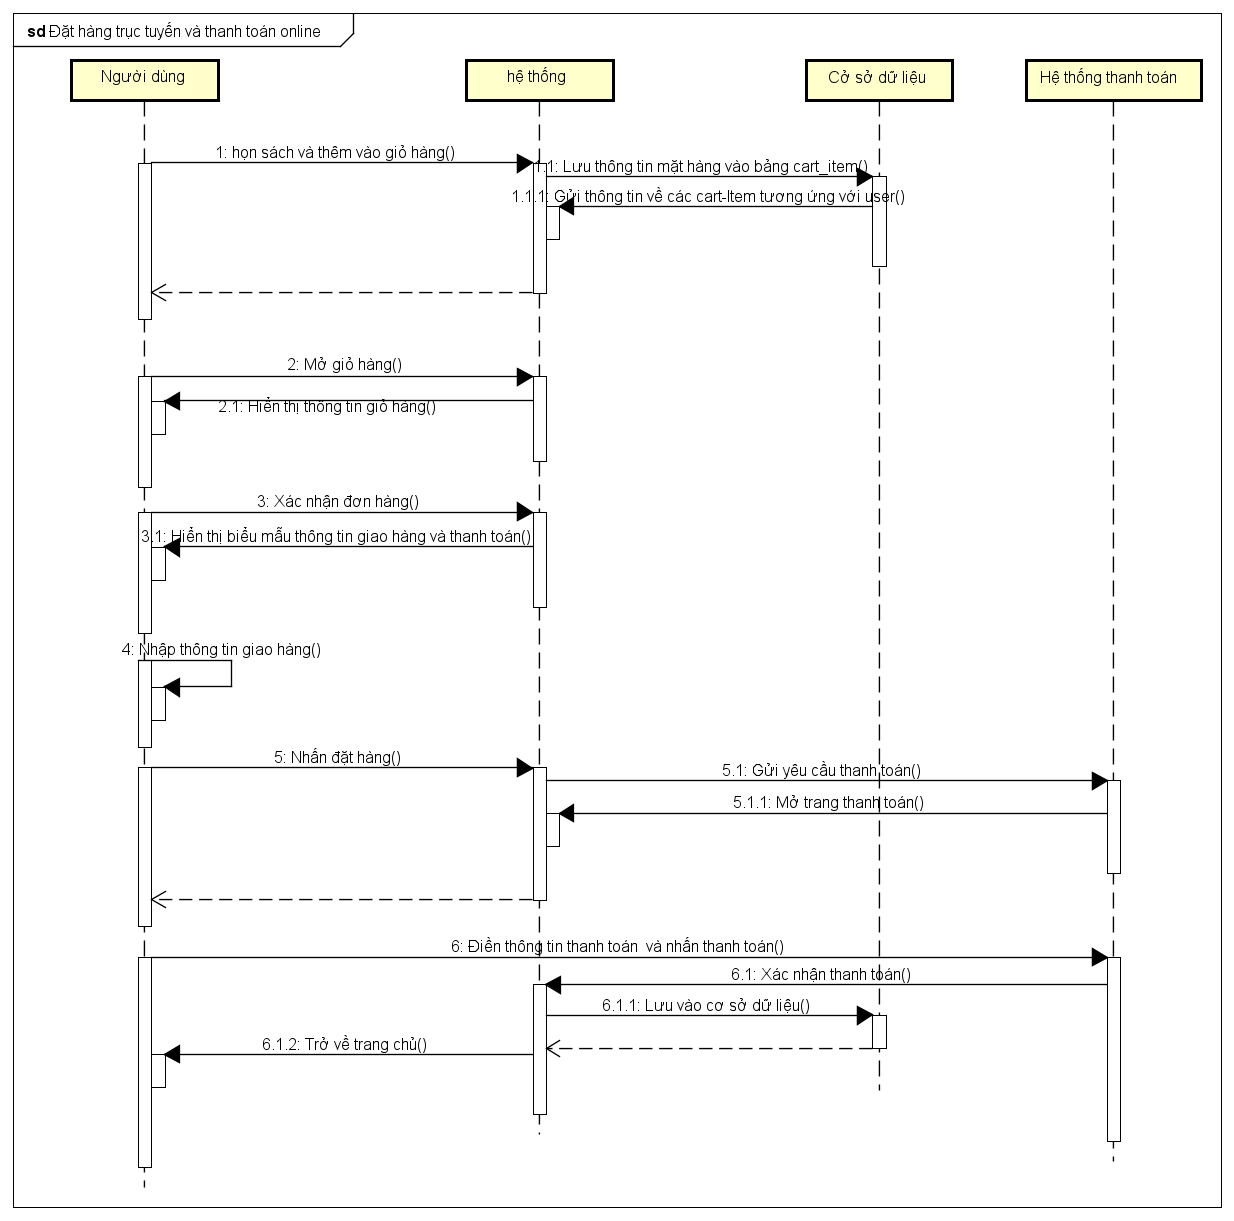 sd Đặt hàng trục tuyến và thanh toán online
Người dùng
hệ thống
Cở sở dữ liệu
Hệ thống thanh toán
1: họn sách và thêm vào giỏ hàng()
1.1: Lưu thông tin mặt hàng vào bảng cart_item()
1.1.1: Gửi thông tin về các cart-Item tương ứng với user()
2: Mở giỏ hàng()
2.1: Hiển thị thông tin giỏ hàng()
3: Xác nhận đơn hàng()
3.1: Hiển thị biểu mẫu thông tin giao hàng và thanh toán()
4: Nhập thông tin giao hàng()
5: Nhấn đặt hàng()
5.1: Gửi yêu cầu thanh toán()
5.1.1: Mở trang thanh toán()
6: Điền thông tin thanh toán  và nhấn thanh toán()
6.1: Xác nhận thanh toán()
6.1.1: Lưu vào cơ sở dữ liệu()
6.1.2: Trở về trang chủ()